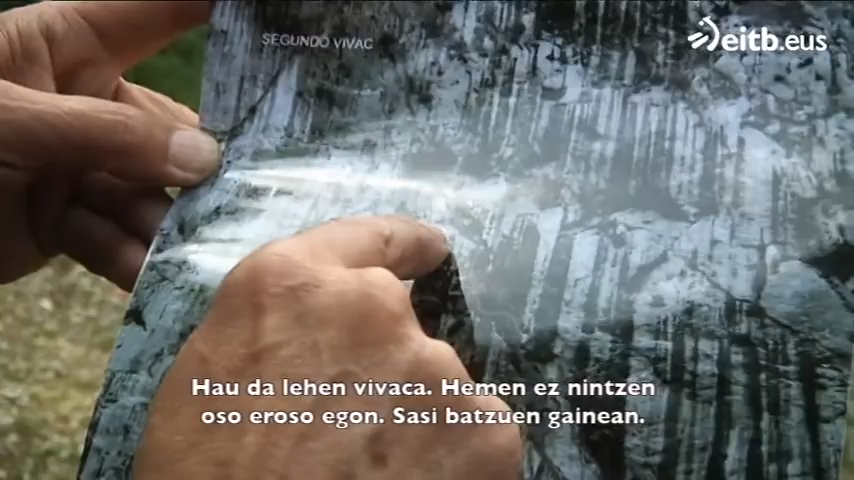 SEGUNDO VIVAC
eitb.eus
Hau da lehen vivaca. Hemen ez nintzen
oso eroso egon. Sasi batzuen gainean.